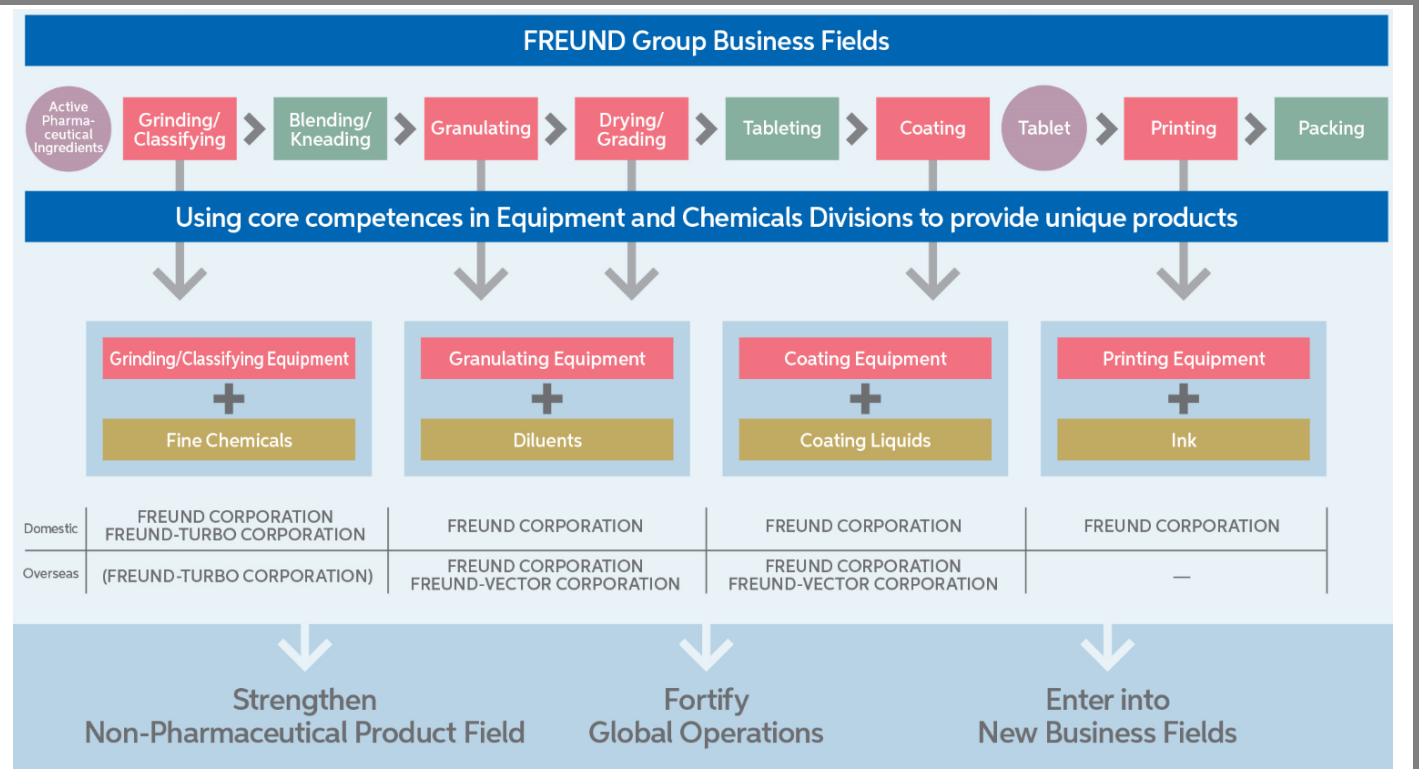 FREUND Group Business Fields
Active
Pharma-
ceutical
Ingredients
Grinding/
Classifying
Blending/
Kneading
Granulating
Drying/
Grading
Tableting
Coating
Tablet
Printing
Packing
Using core competences in Equipment and Chemicals Divisions to provide unique products
Grinding/Classifying Equipment
+
Fine Chemicals
Granulating Equipment
+
Diluents
Coating Equipment
+
Coating Liquids
Printing Equipment
+
Ink
Domestic
FREUND CORPORATION
FREUND-TURBO CORPORATION
FREUND CORPORATION
FREUND CORPORATION
FREUND CORPORATION
Overseas
(FREUND-TURBO CORPORATION)
FREUND CORPORATION
FREUND-VECTOR CORPORATION
FREUND CORPORATION
FREUND-VECTOR CORPORATION
—
Strengthen
Non-Pharmaceutical Product Field
Fortify
Global Operations
Enter into
New Business Fields